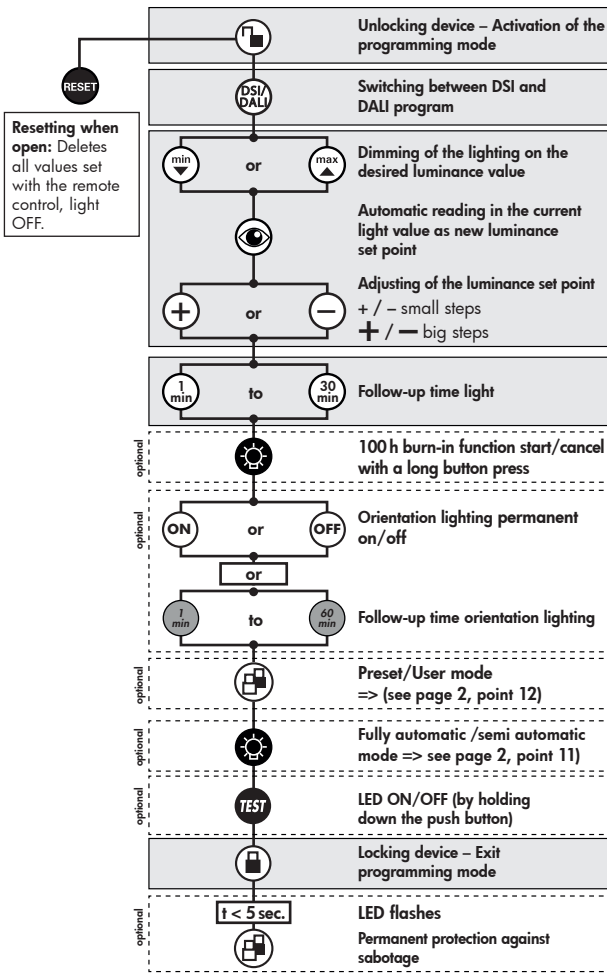 Unlocking device – Activation of the
programming mode
RESET
DSI/
DALI
Switching between DSI and
DALI program
Resetting when
open: Deletes
all values set
with the remote
control, light
OFF.
min
or
max
Dimming of the lighting on the
desired luminance value
Automatic reading in the current
light value as new luminance
set point
+
or
–
Adjusting of the luminance set point
+ / – small steps
+ / – big steps
1
min
to
30
min
Follow-up time light
optional
100 h burn-in function start/cancel
with a long button press
optional
ON
or
OFF
Orientation lighting permanent
on/off
or
1
min
to
60
min
Follow-up time orientation lighting
optional
Preset/User mode
=> (see page 2, point 12)
optional
Fully automatic /semi automatic
mode => see page 2, point 11)
optional
TEST
LED ON/OFF (by holding
down the push button)
Locking device – Exit
programming mode
optional
t < 5 sec.
LED flashes
Permanent protection against
sabotage